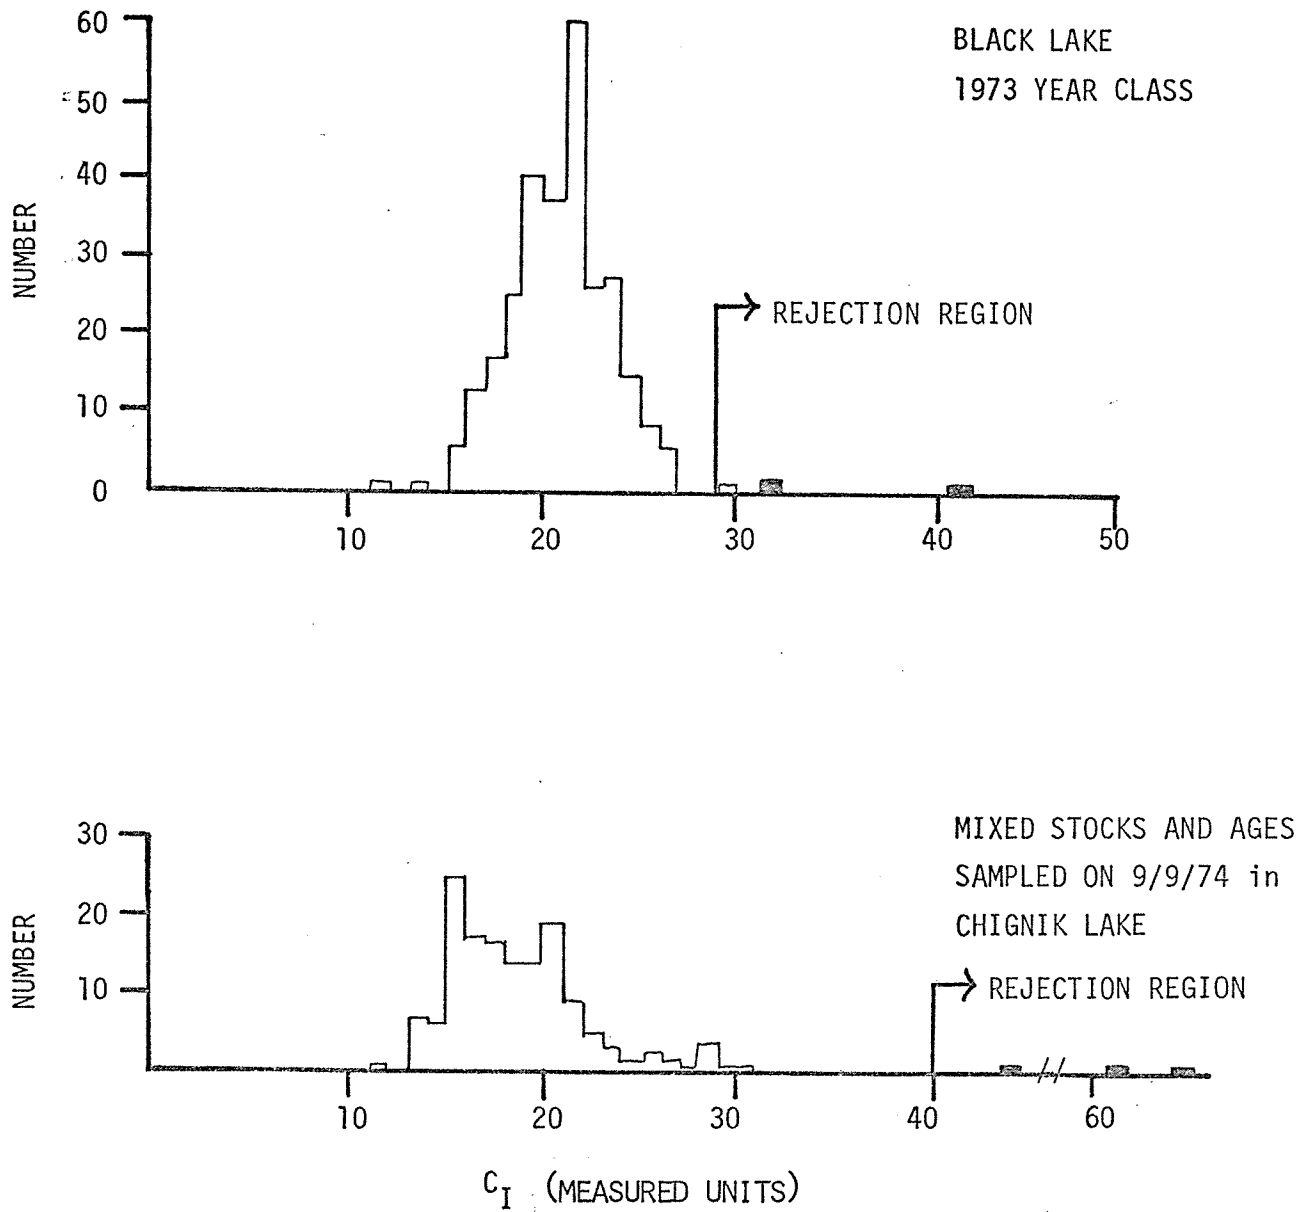 BLACK LAKE
1973 YEAR CLASS
NUMBER
60
50
40
30
20
10
0
REJECTION REGION
10 20 30 40 50
MIXED STOCKS AND AGES
SAMPLED ON 9/9/74 in
CHIGNIK LAKE
NUMBER
30
20
10
REJECTION REGION
10 20 30 40 60
C_I (MEASURED UNITS)